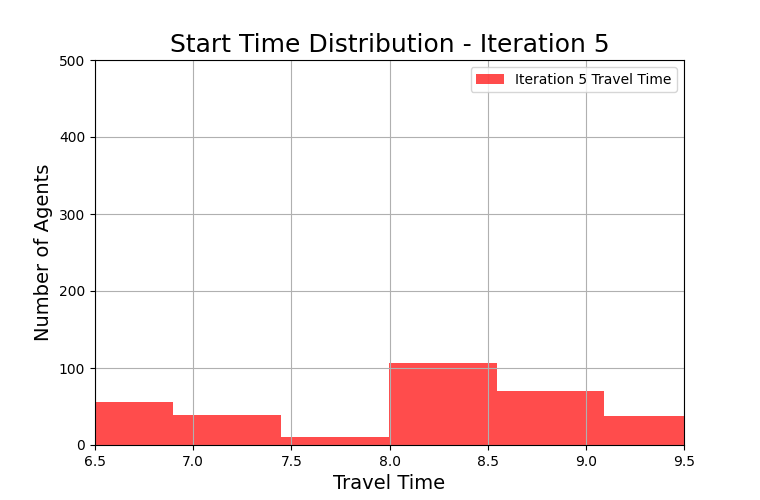 Start Time Distribution - Iteration 5
Iteration 5 Travel Time
500
400
300
200
100
0
Number of Agents
6.5 7.0 7.5 8.0 8.5 9.0 9.5
Travel Time